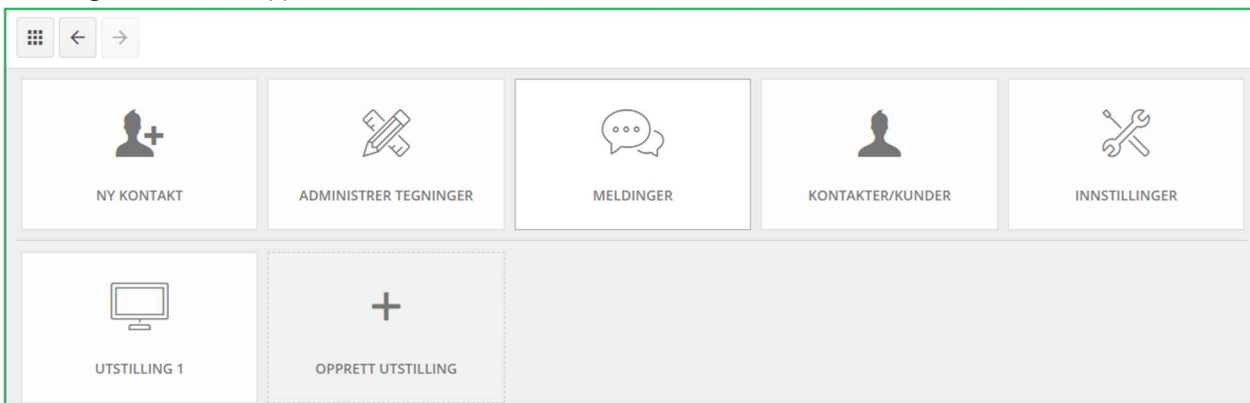 NY KONTAKT
ADMINISTRER TEGNINGER
MELDINGER
KONTAKTER/KUNDER
INNSTILLINGER
UTSTILLING 1
OPPRETT UTSTILLING